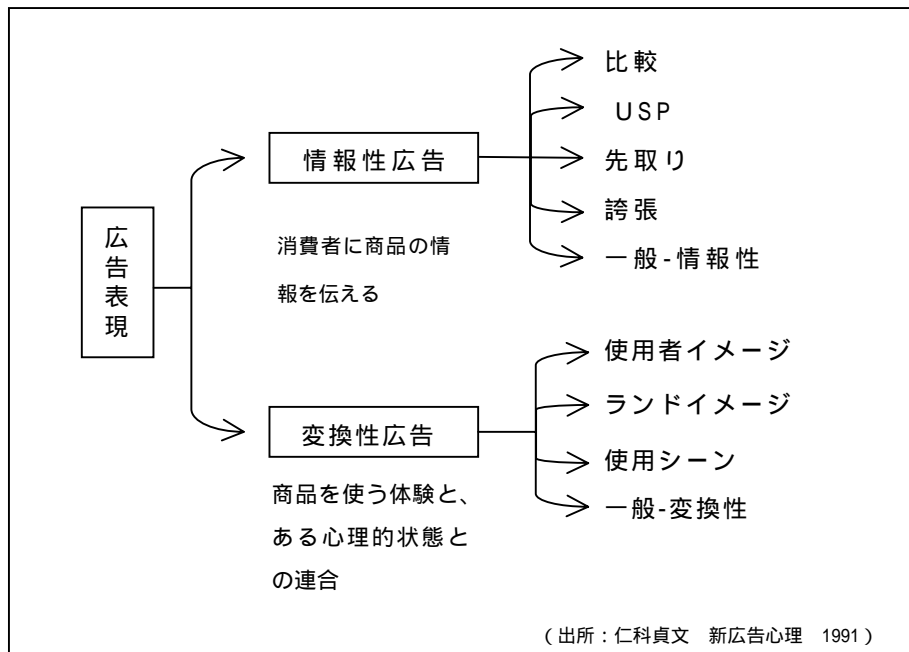 広告表現
情報性広告
消費者に商品の情
報を伝える
比較
USP
先取り
誇張
一般-情報性
変換性広告
商品を使う体験と、
ある心理的状態と
の連合
使用者イメージ
ランドイメージ
使用シーン
一般-変換性
（出所：仁科貞文　新広告心理　1991）